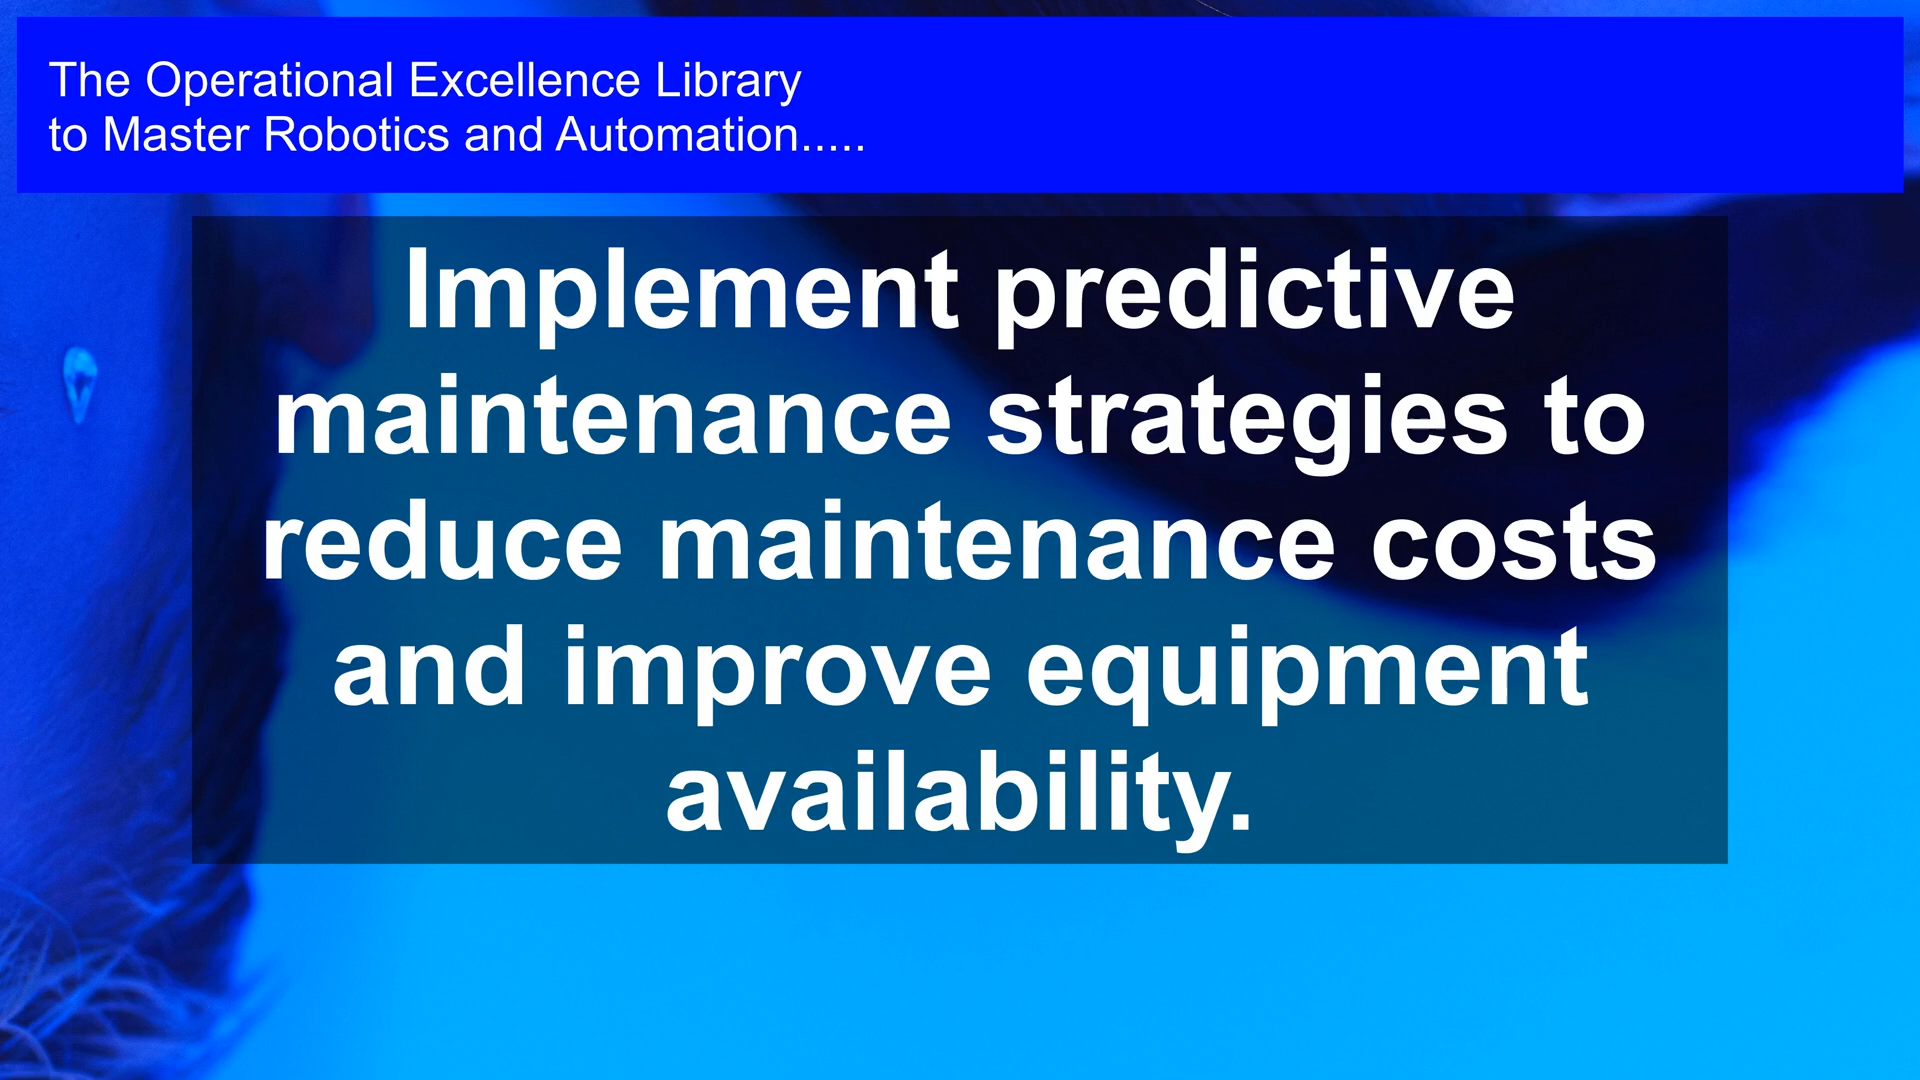 The Operational Excellence Library
to Master Robotics and Automation.....
Implement predictive
maintenance strategies to
reduce maintenance costs
and improve equipment
availability.